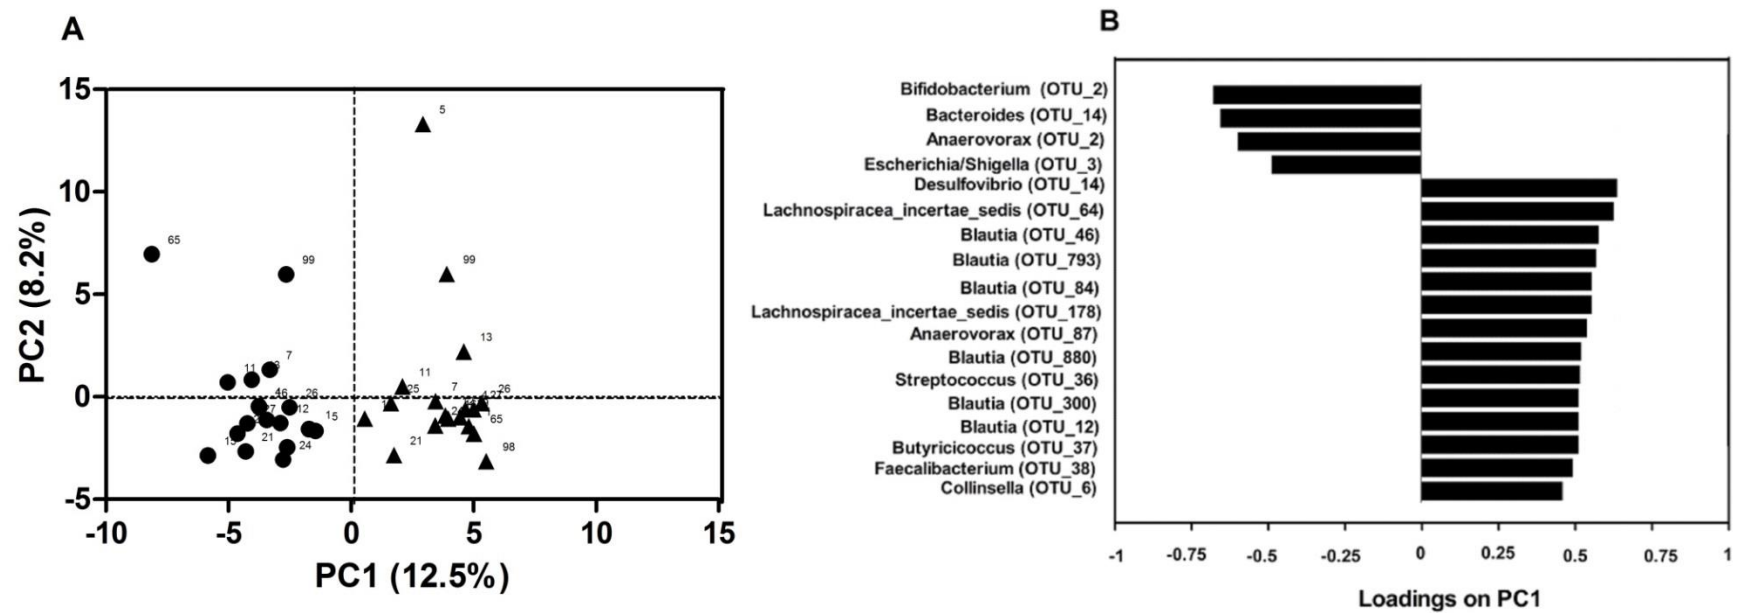 A
15
10
5
0
-5
-10
-5
0
5
10
15
PC2 (8.2%)
PC1 (12.5%)
5
65
99
99
13
7
11
11
7
25
26
46
26
12
15
65
21
24
21
98
B
Bifidobacterium (OTU_2)
Bacteroides (OTU_14)
Anaerovorax (OTU_2)
Escherichia/Shigella (OTU_3)
Desulfovibrio (OTU_14)
Lachnospiracea_incertae_sedis (OTU_64)
Blautia (OTU_46)
Blautia (OTU_793)
Blautia (OTU_84)
Lachnospiracea_incertae_sedis (OTU_178)
Anaerovorax (OTU_87)
Blautia (OTU_880)
Streptococcus (OTU_36)
Blautia (OTU_300)
Blautia (OTU_12)
Butyricicoccus (OTU_37)
Faecalibacterium (OTU_38)
Collinsella (OTU_6)
-1
-0.75
-0.5
-0.25
0
0.25
0.5
0.75
1
Loadings on PC1